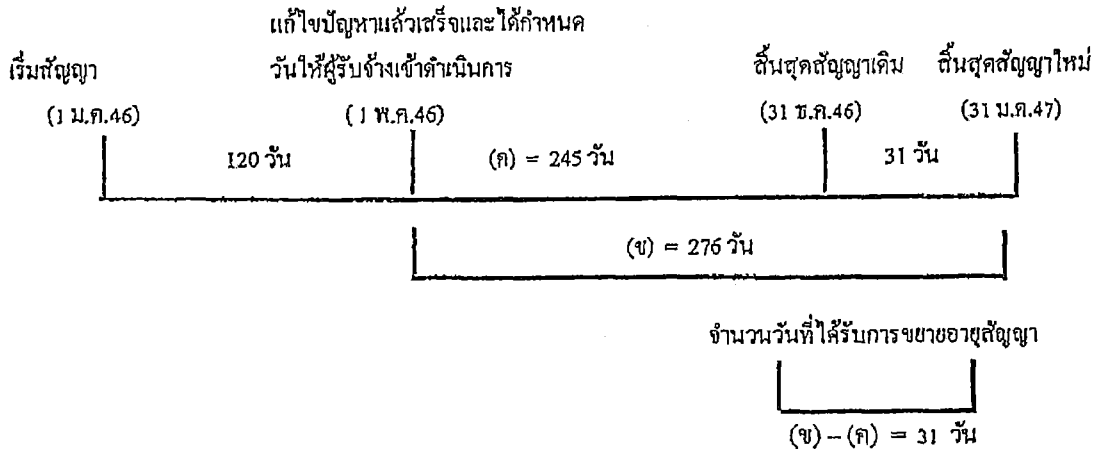 แก้ไขปัญหาแล้วเสร็จและได้กำหนด
เริ่มสัญญา วันให้ผู้รับจ้างเข้าดำเนินการ สิ้นสุดสัญญาเดิม สิ้นสุดสัญญาใหม่
(1 ม.ค.46) (1 พ.ค.46) (31 ธ.ค.46) (31 ม.ค.47)
120 วัน (ค) = 245 วัน 31 วัน
(ข) = 276 วัน
จำนวนวันที่ได้รับการขยายอายุสัญญา
(ข) – (ค) = 31 วัน